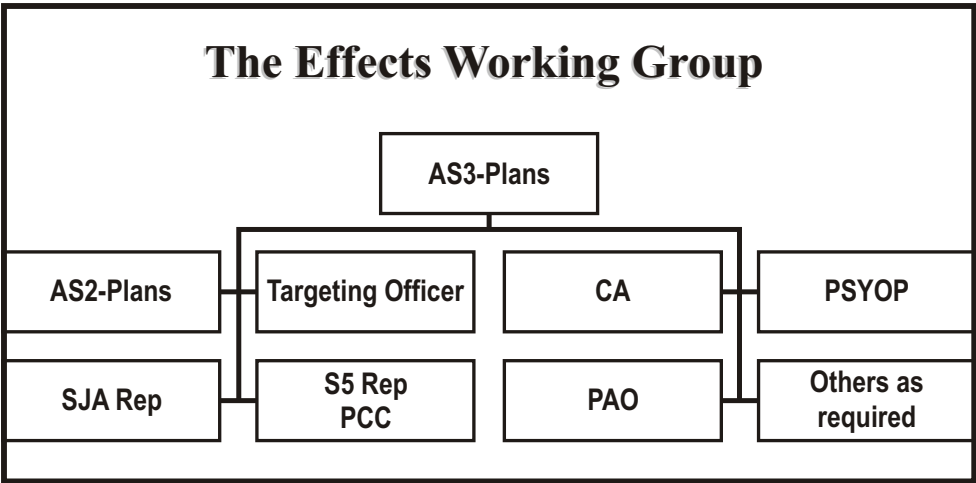 The Effects Working Group
AS3-Plans
AS2-Plans
Targeting Officer
CA
PSYOP
SJA Rep
S5 Rep
PCC
PAO
Others as
required